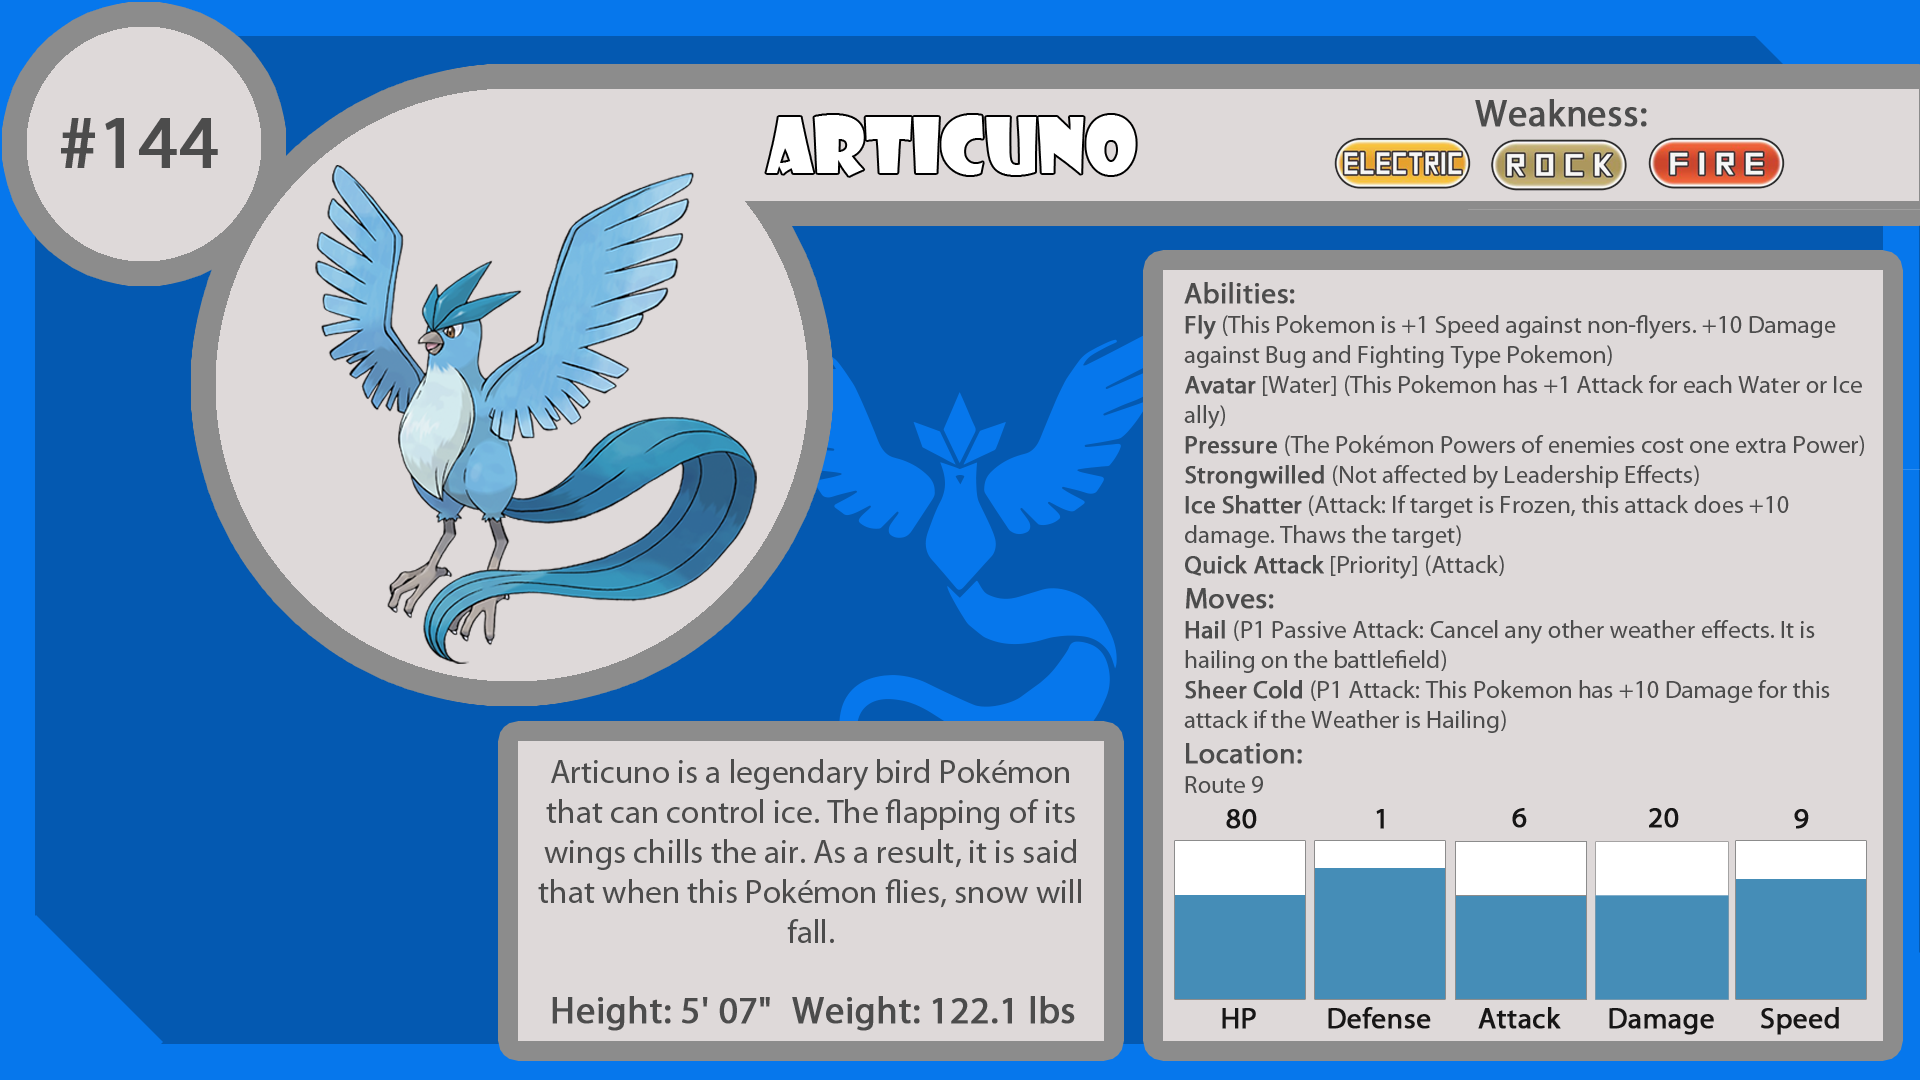 #144
ARTICUNO
Weakness:
ELECTRIC ROCK FIRE
Abilities:
Fly (This Pokemon is +1 Speed against non-flyers. +10 Damage
against Bug and Fighting Type Pokemon)
Avatar [Water] (This Pokemon has +1 Attack for each Water or Ice
ally)
Pressure (The Pokémon Powers of enemies cost one extra Power)
Strongwilled (Not affected by Leadership Effects)
Ice Shatter (Attack: If target is Frozen, this attack does +10
damage. Thaws the target)
Quick Attack [Priority] (Attack)
Moves:
Hail (P1 Passive Attack: Cancel any other weather effects. It is
hailing on the battlefield)
Sheer Cold (P1 Attack: This Pokemon has +10 Damage for this
attack if the Weather is Hailing)
Location:
Route 9
80 1 6 20 9
HP Defense Attack Damage Speed
Articuno is a legendary bird Pokémon
that can control ice. The flapping of its
wings chills the air. As a result, it is said
that when this Pokémon flies, snow will
fall.
Height: 5' 07" Weight: 122.1 lbs